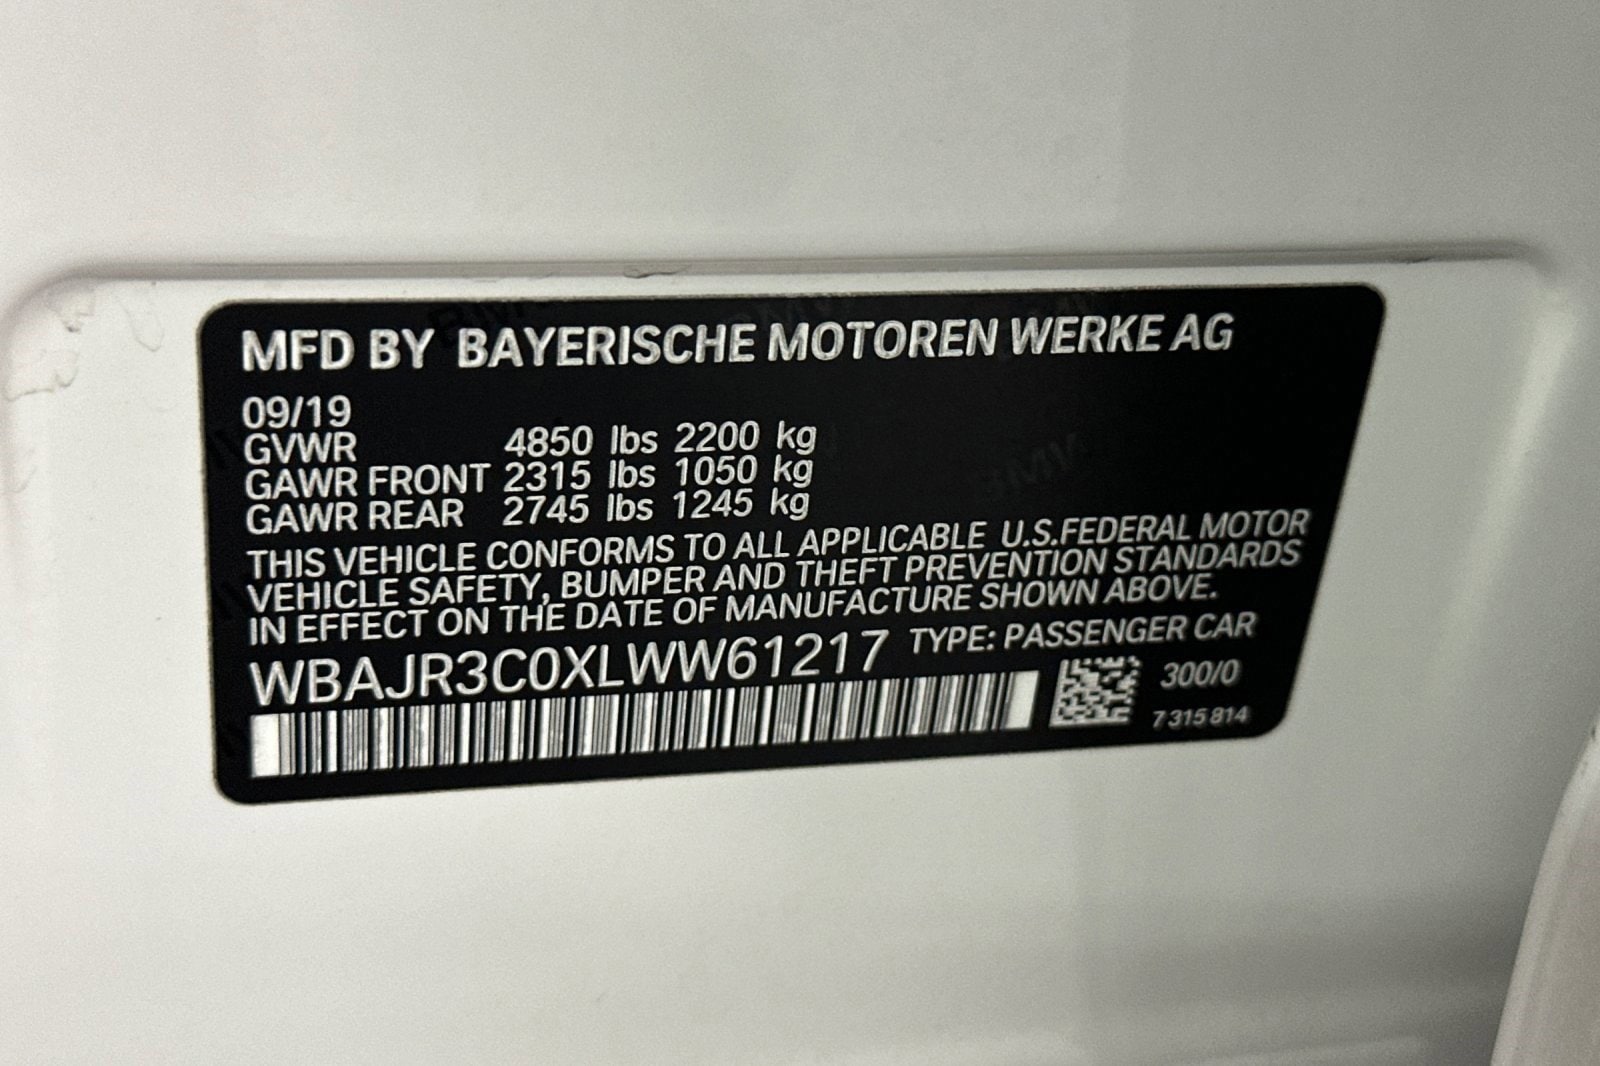 MFD BY BAYERISCHE MOTOREN WERKE AG
09/19
GVWR 4850 lbs 2200 kg
GAWR FRONT 2315 lbs 1050 kg
GAWR REAR 2745 lbs 1245 kg
THIS VEHICLE CONFORMS TO ALL APPLICABLE U.S.FEDERAL MOTOR
VEHICLE SAFETY, BUMPER AND THEFT PREVENTION STANDARDS
IN EFFECT ON THE DATE OF MANUFACTURE SHOWN ABOVE.
WBAJR3C0XLWW61217 TYPE: PASSENGER CAR
300/0
7 315 814